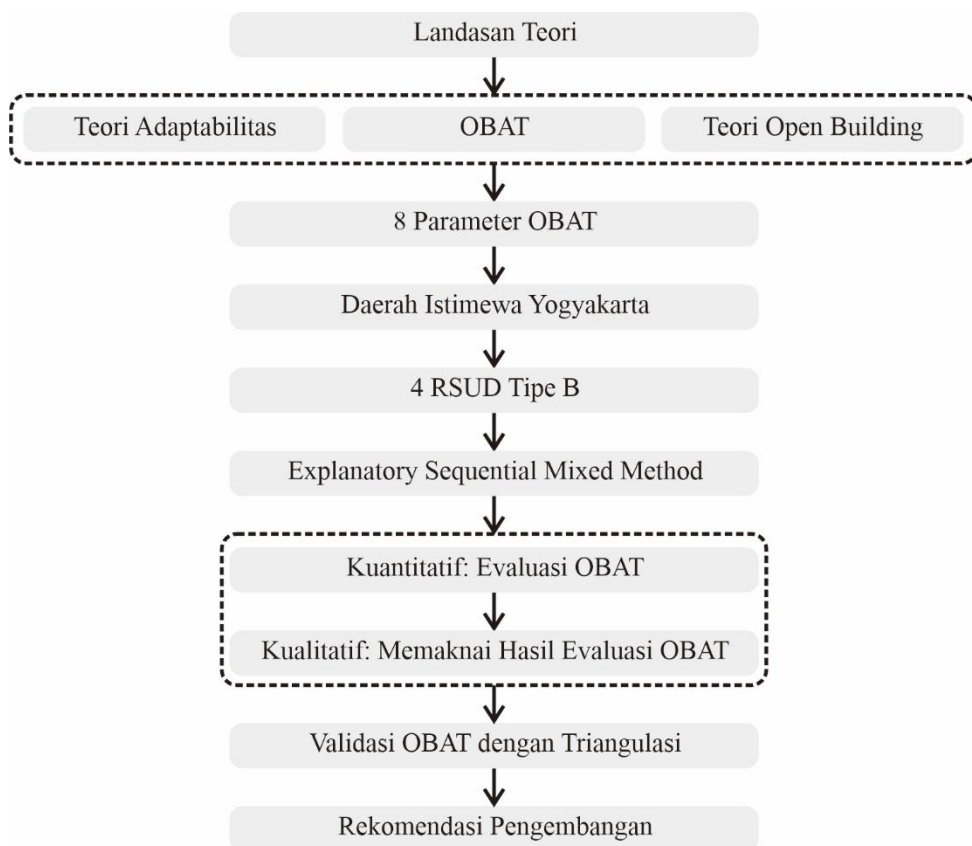 Landasan Teori
Teori Adaptabilitas
OBAT
Teori Open Building
8 Parameter OBAT
Daerah Istimewa Yogyakarta
4 RSUD Tipe B
Explanatory Sequential Mixed Method
Kuantitatif: Evaluasi OBAT
Kualitatif: Memaknai Hasil Evaluasi OBAT
Validasi OBAT dengan Triangulasi
Rekomendasi Pengembangan